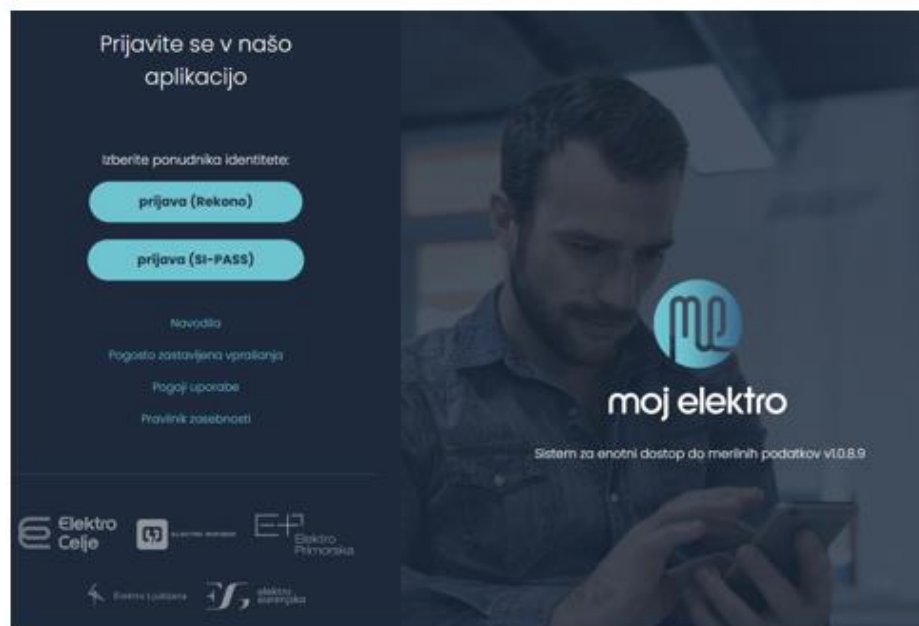 Prijavite se v našo
aplikacijo
Izberite ponudnika identitete:
prijava (Rekono)
prijava (SI-PASS)
Navodila
Pogosto zastavljena vprašanja
Pogoji uporabe
Pravilnik zasebnosti
Elektro
Celje
Elektro
Primorska
Elektro Ljubljana
elektro
gorenjska
moj elektro
Sistem za enotni dostop do merilnih podatkov v1.0.8.9